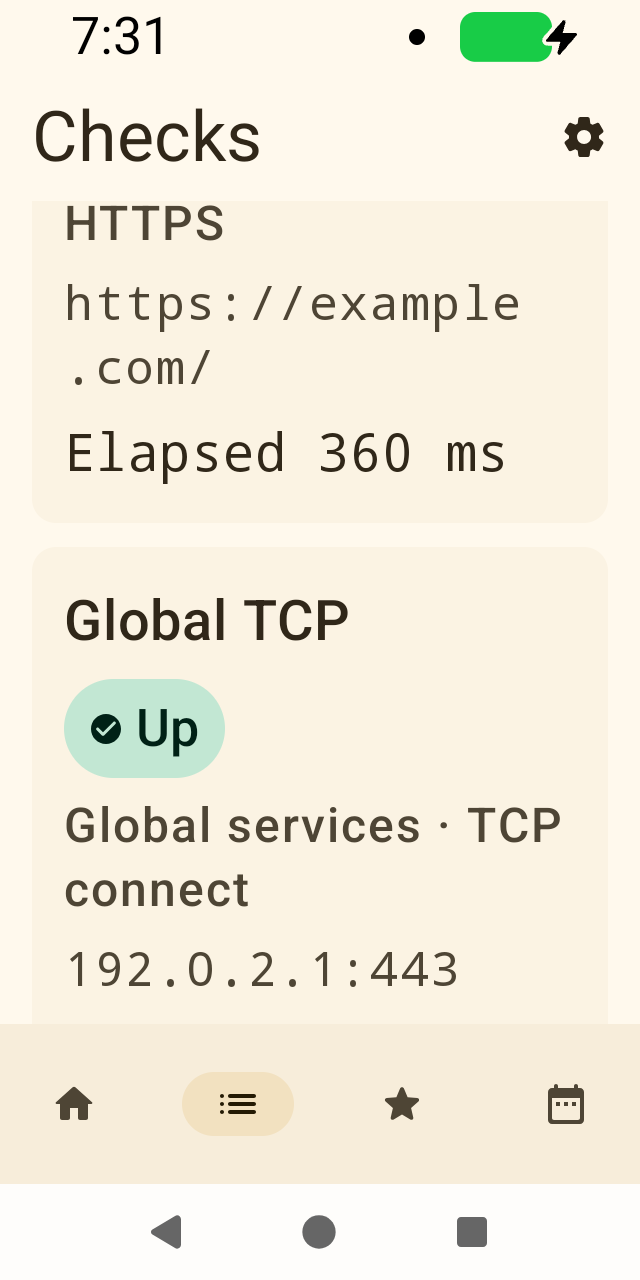 7:31
Checks
HTTPS
https://example
.com/
Elapsed 360 ms
Global TCP
Up
Global services · TCP
connect
192.0.2.1:443